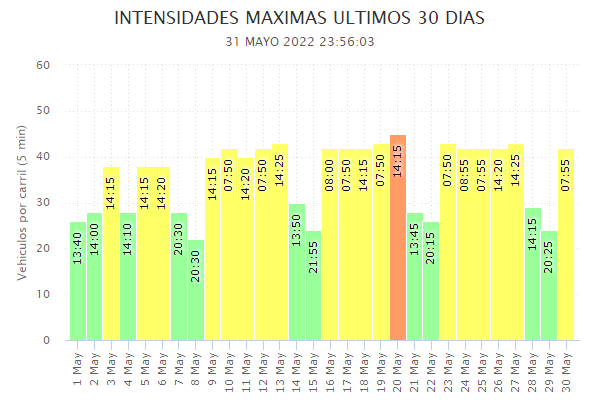 INTENSIDADES MAXIMAS ULTIMOS 30 DIAS
31 MAYO 2022 23:56:03
Vehiculos por carril (5 min)
60
50
40
30
20
10
0
13:40
14:00
14:15
14:10
14:15
14:20
20:30
20:30
14:15
07:50
14:20
07:50
14:25
13:50
21:55
08:00
07:50
14:15
07:50
14:15
13:45
20:15
07:50
08:55
07:55
14:20
14:25
14:15
20:25
07:55
1 May
2 May
3 May
4 May
5 May
6 May
7 May
8 May
9 May
10 May
11 May
12 May
13 May
14 May
15 May
16 May
17 May
18 May
19 May
20 May
21 May
22 May
23 May
24 May
25 May
26 May
27 May
28 May
29 May
30 May